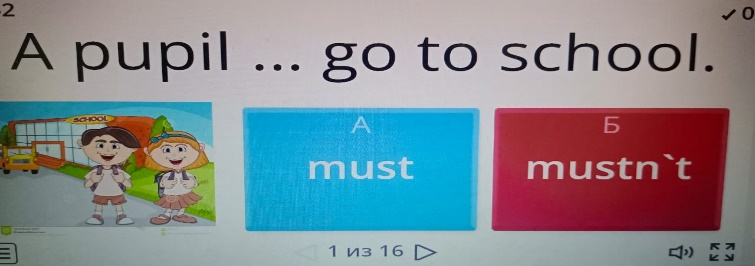 2
✓ 0
A pupil ... go to school.
SCHOOL
А
must
Б
mustn`t
1 из 16